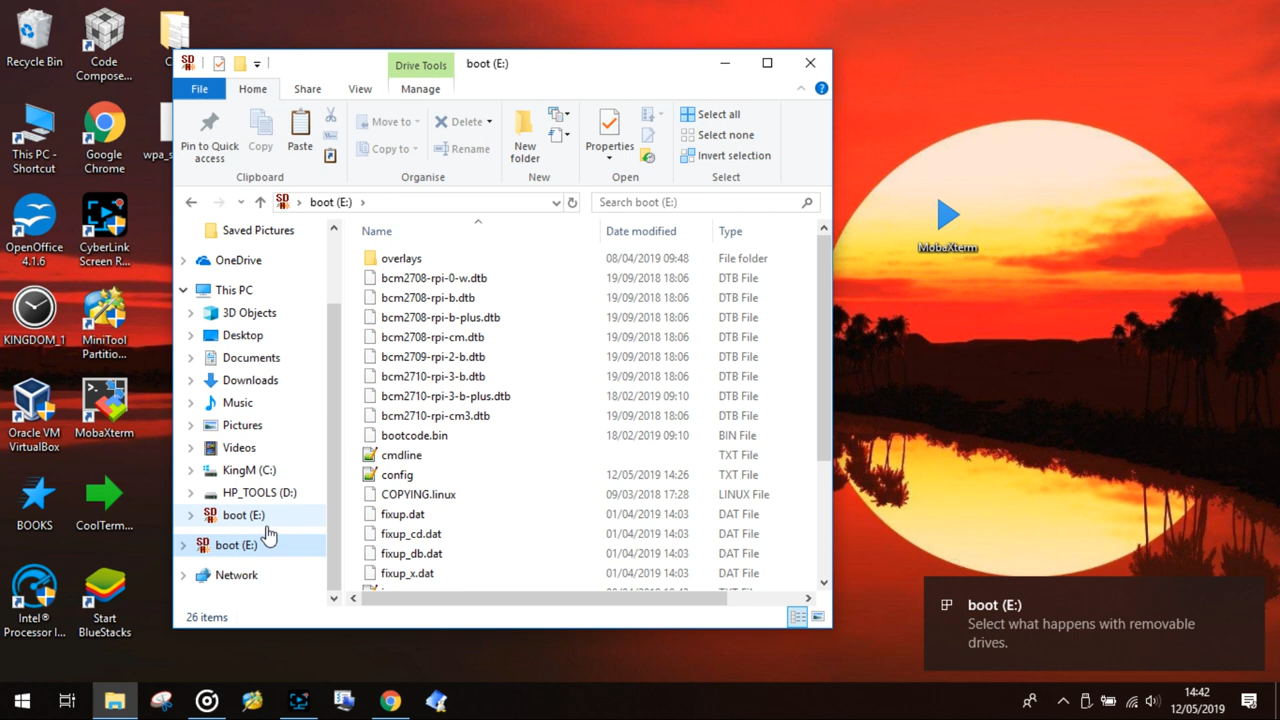 Recycle Bin
Code
Compose...
This PC -
Shortcut
Google
Chrome
wpa_s
OpenOffice
4.1.6
CyberLink
Screen R...
KINGDOM_1
MiniTool
Partitio...
Oracle VM
VirtualBox
MobaXterm
BOOKS
CoolTerm...
Intel®
Processor I...
Start
BlueStacks
Drive Tools
boot (E:)
File
Home
Share
View
Manage
Pin to Quick
access
Copy
Paste
Move to
Copy to
Delete
Rename
New
folder
Properties
Select all
Select none
Invert selection
Clipboard
Organise
New
Open
Select
boot (E:)
Search boot (E:)
Saved Pictures
OneDrive
This PC
3D Objects
Desktop
Documents
Downloads
Music
Pictures
Videos
KingM (C:)
HP_TOOLS (D:)
boot (E:)
boot (E:)
Network
Name Date modified Type
overlays 08/04/2019 09:48 File folder
bcm2708-rpi-0-w.dtb 19/09/2018 18:06 DTB File
bcm2708-rpi-b.dtb 19/09/2018 18:06 DTB File
bcm2708-rpi-b-plus.dtb 19/09/2018 18:06 DTB File
bcm2708-rpi-cm.dtb 19/09/2018 18:06 DTB File
bcm2709-rpi-2-b.dtb 19/09/2018 18:06 DTB File
bcm2710-rpi-3-b.dtb 19/09/2018 18:06 DTB File
bcm2710-rpi-3-b-plus.dtb 18/02/2019 09:10 DTB File
bcm2710-rpi-cm3.dtb 19/09/2018 18:06 DTB File
bootcode.bin 18/02/2019 09:10 BIN File
cmdline TXT File
config 12/05/2019 14:26 TXT File
COPYING.linux 09/03/2018 17:28 LINUX File
fixup.dat 01/04/2019 14:03 DAT File
fixup_cd.dat 01/04/2019 14:03 DAT File
fixup_db.dat 01/04/2019 14:03 DAT File
fixup_x.dat 01/04/2019 14:03 DAT File
26 items
MobaXterm
boot (E:)
Select what happens with removable
drives.
14:42
12/05/2019